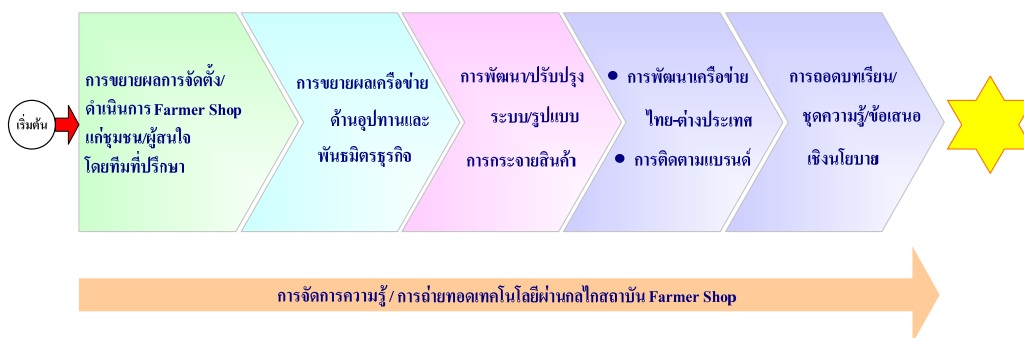 เริ่มต้น
การขยายผลการจัดตั้ง/
ดำเนินการ Farmer Shop
แก่ชุมชน/ผู้สนใจ
โดยทีมที่ปรึกษา
การขยายผลเครือข่าย
ด้านอุปทานและ
พันธมิตรธุรกิจ
การพัฒนา/ปรับปรุง
ระบบ/รูปแบบ
การกระจายสินค้า
● การพัฒนาเครือข่าย
ไทย-ต่างประเทศ
● การติดตามแบรนด์
การถอดบทเรียน/
ชุดความรู้/ข้อเสนอ
เชิงนโยบาย
การจัดการความรู้ / การถ่ายทอดเทคโนโลยีผ่านกลไกสถาบัน Farmer Shop